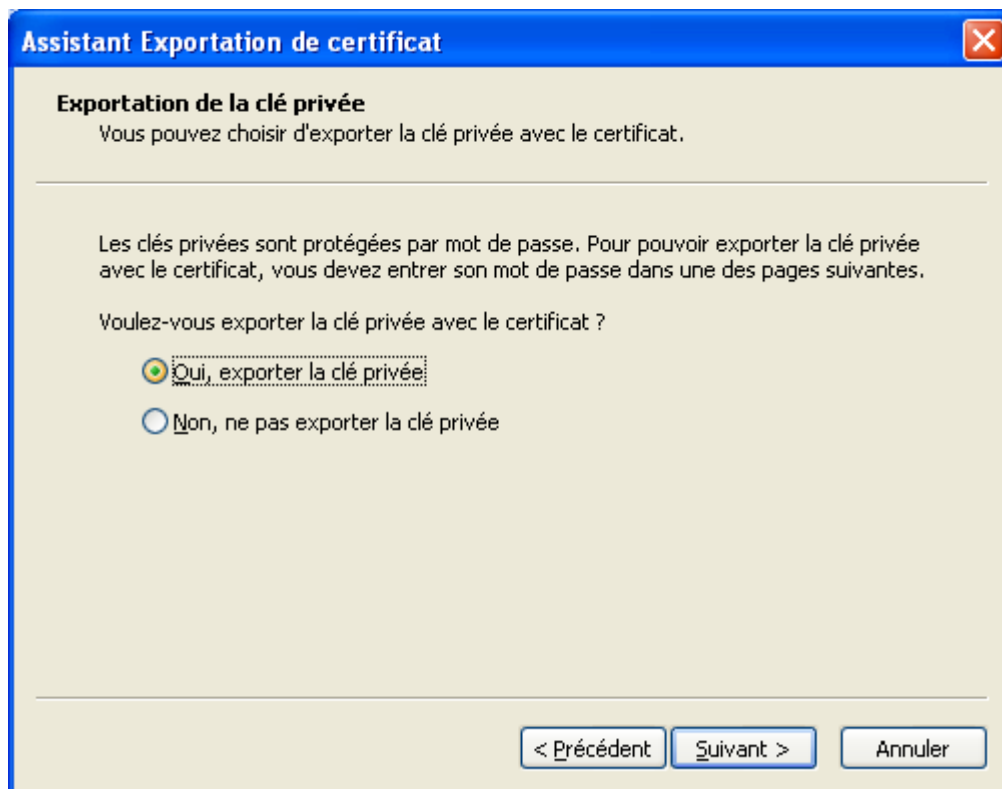 Assistant Exportation de certificat
Exportation de la clé privée
Vous pouvez choisir d'exporter la clé privée avec le certificat.
Les clés privées sont protégées par mot de passe. Pour pouvoir exporter la clé privée
avec le certificat, vous devez entrer son mot de passe dans une des pages suivantes.
Voulez-vous exporter la clé privée avec le certificat ?
Oui, exporter la clé privée
Non, ne pas exporter la clé privée
< Précédent
Suivant >
Annuler